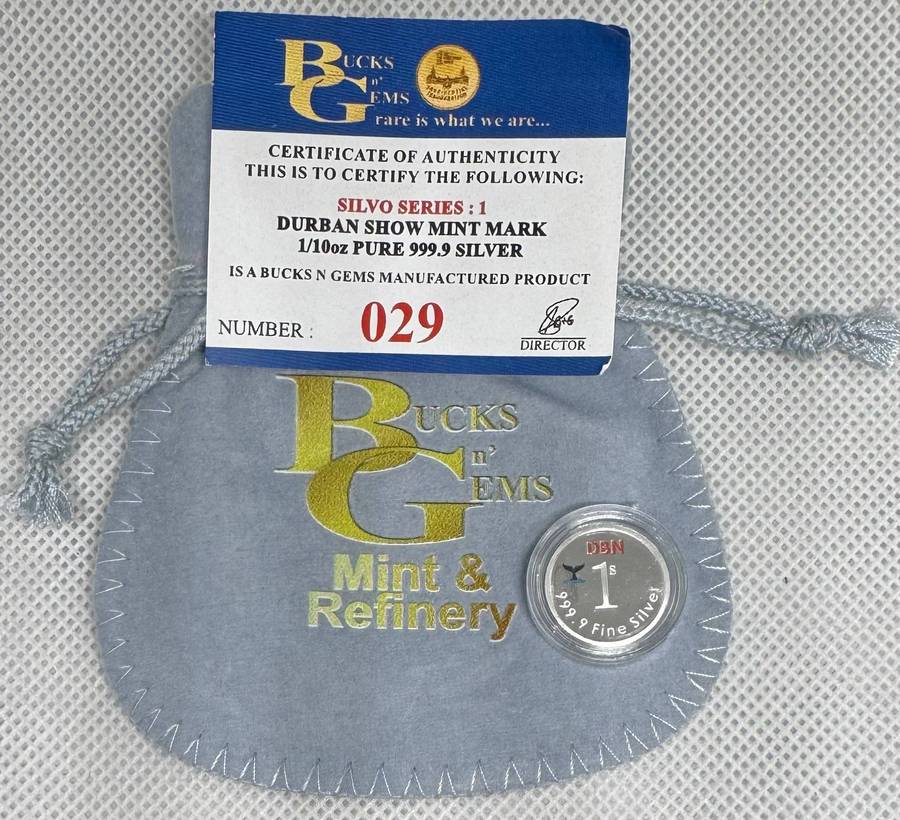 BUCKS
n'
GEMS
rare is what we are...
CERTIFICATE OF AUTHENTICITY
THIS IS TO CERTIFY THE FOLLOWING:
SILVO SERIES : 1
DURBAN SHOW MINT MARK
1/10oz PURE 999.9 SILVER
IS A BUCKS N GEMS MANUFACTURED PRODUCT
NUMBER : 029
DIRECTOR
BUCKS
n'
GEMS
Mint &
Refinery
DBN
1s
999.9 Fine Silver